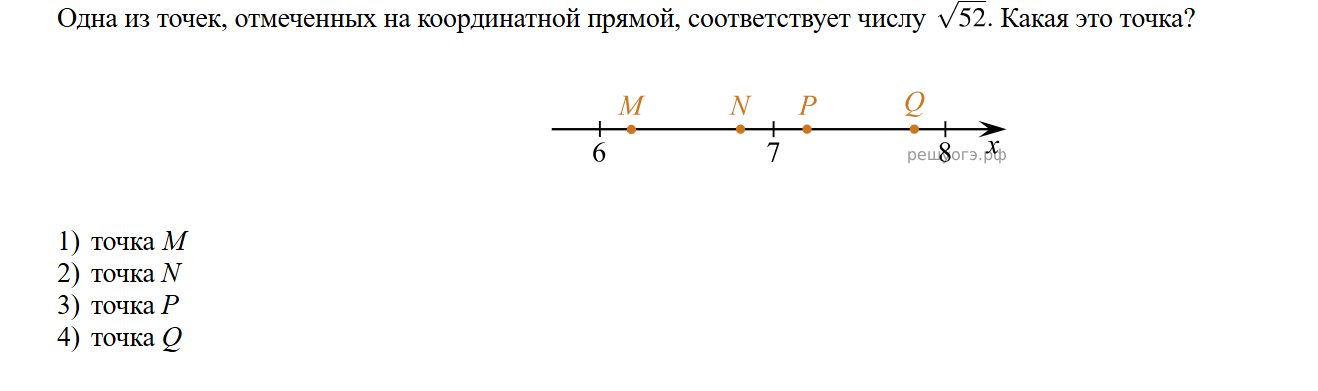 Одна из точек, отмеченных на координатной прямой, соответствует числу √52. Какая это точка?
M N P Q
6 7 8 x
решуогэ.рф
1) точка M
2) точка N
3) точка P
4) точка Q